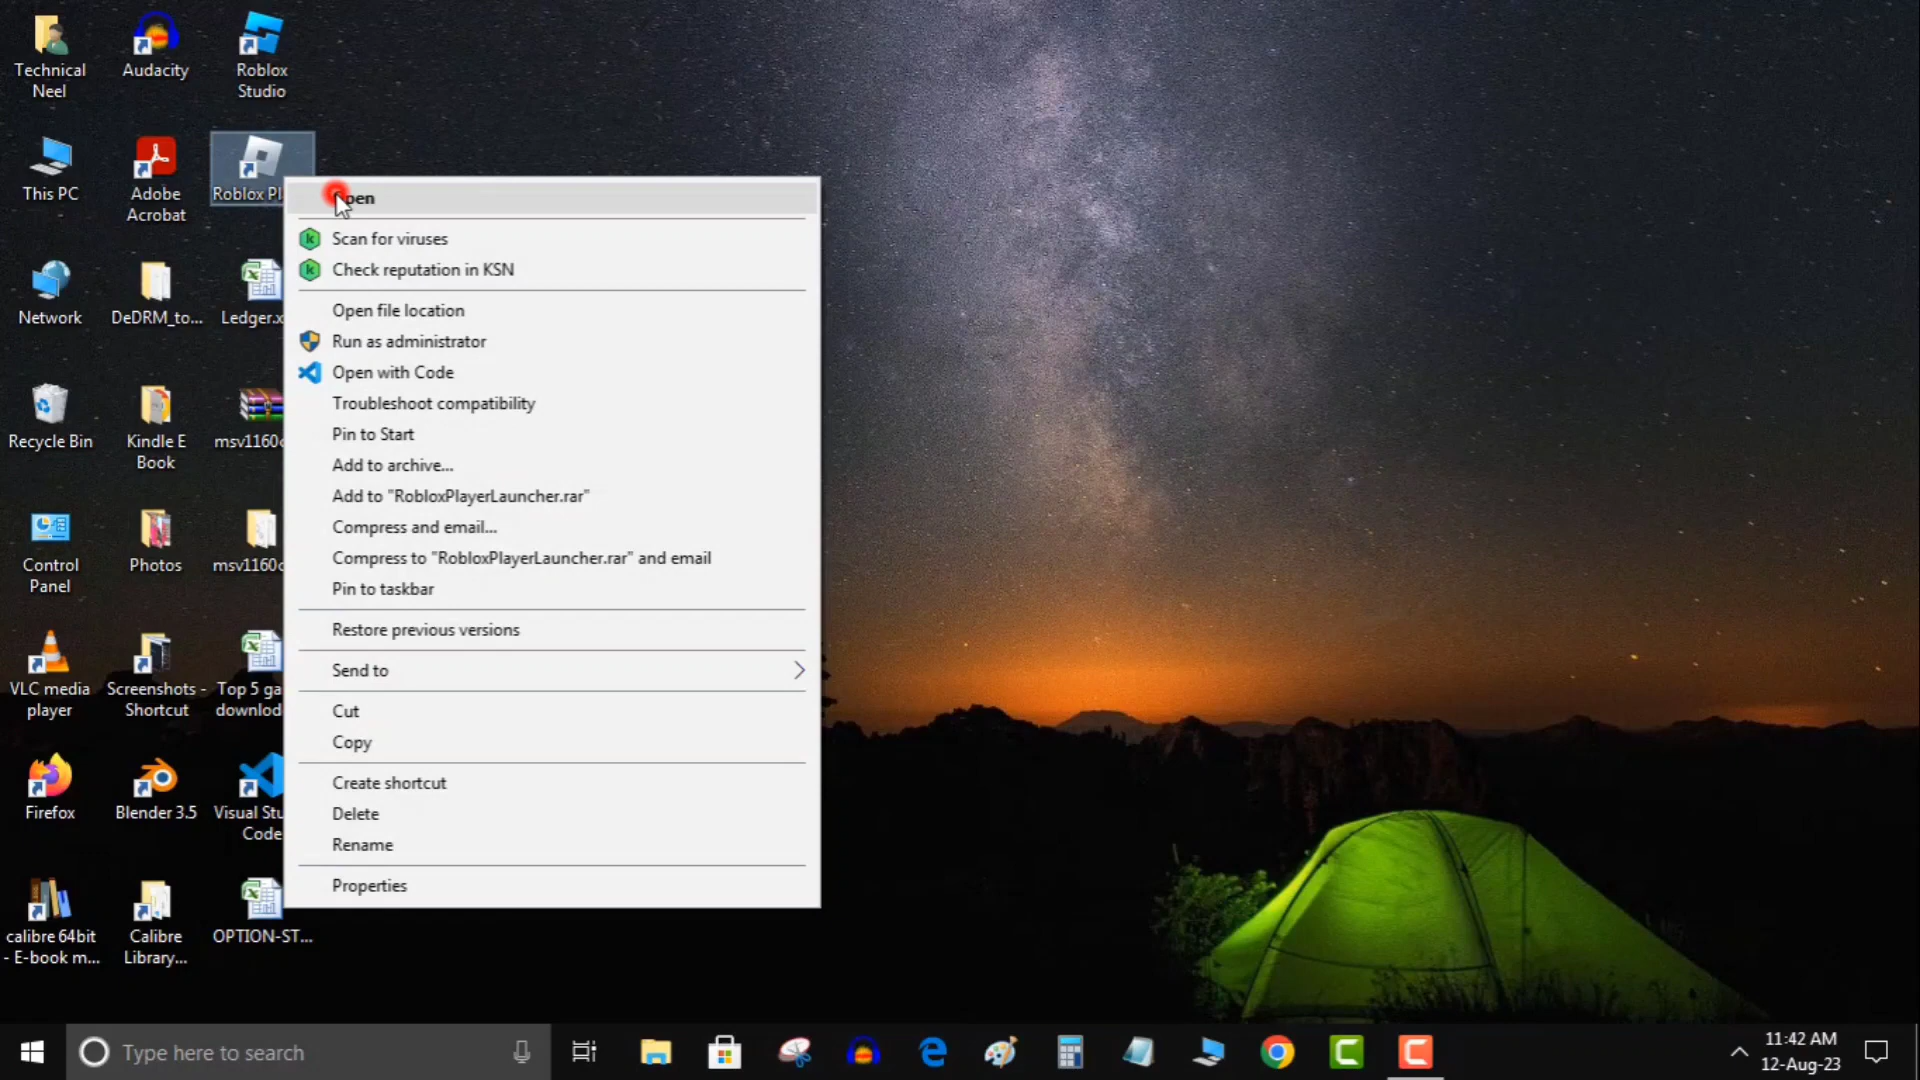 Technical
Neel
Audacity
Roblox
Studio
This PC
Adobe
Acrobat
Roblox Pl
Network
DeDRM_to...
Ledger.x
Recycle Bin
Kindle E
Book
msv1160
Control
Panel
Photos
msv1160
VLC media
player
Screenshots -
Shortcut
Top 5 ga
downlod
Firefox
Blender 3.5
Visual Stu
Code
calibre 64bit
- E-book m...
Calibre
Library...
OPTION-ST...
pen
Scan for viruses
Check reputation in KSN
Open file location
Run as administrator
Open with Code
Troubleshoot compatibility
Pin to Start
Add to archive...
Add to "RobloxPlayerLauncher.rar"
Compress and email...
Compress to "RobloxPlayerLauncher.rar" and email
Pin to taskbar
Restore previous versions
Send to
Cut
Copy
Create shortcut
Delete
Rename
Properties
Type here to search
11:42 AM
12-Aug-23